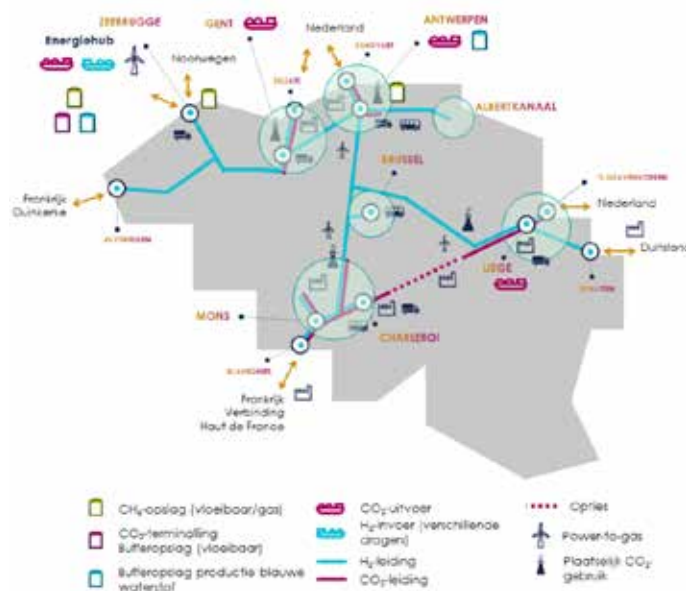 ZEEBRUGGE
GENT
Nederland
ANTWERPEN
Energiehub
Noorwegen
ALBERTKANAAL
BRUSSEL
Frankrijk
Duinkerke
Nederland
Duitsland
LIEGE
MONS
CHARLEROI
Frankrijk
Verbinding
Haut de France
CH₄-opslag (vloeibaar/gas)
CO₂-terminalling
Bufferopslag (vloeibaar)
Bufferopslag productie blauwe
waterstof
CO₂-uitvoer
H₂-invoer (verschillende
dragers)
H₂-leiding
CO₂-leiding
Opties
Power-to-gas
Plaatselijk CO₂-
gebruik